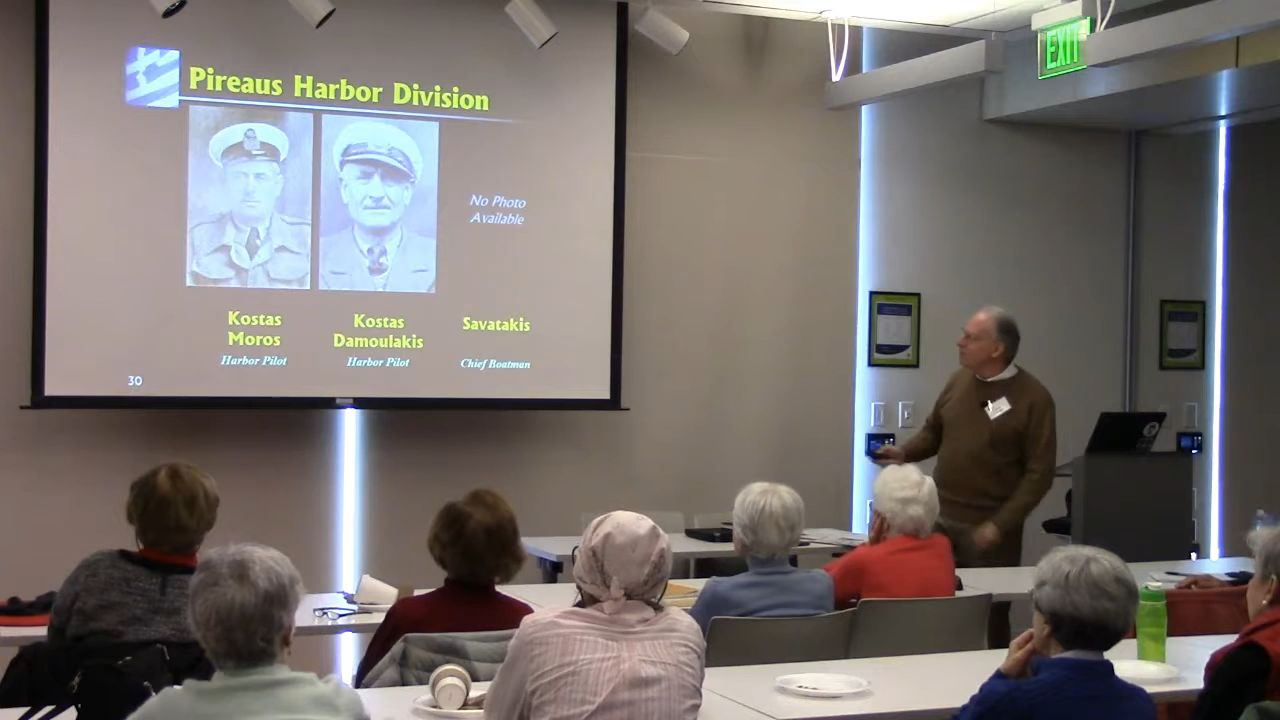 EXIT
Pireaus Harbor Division
No Photo
Available
Kostas
Moros
Harbor Pilot
Kostas
Damoulakis
Harbor Pilot
Savatakis
Chief Boatman
30